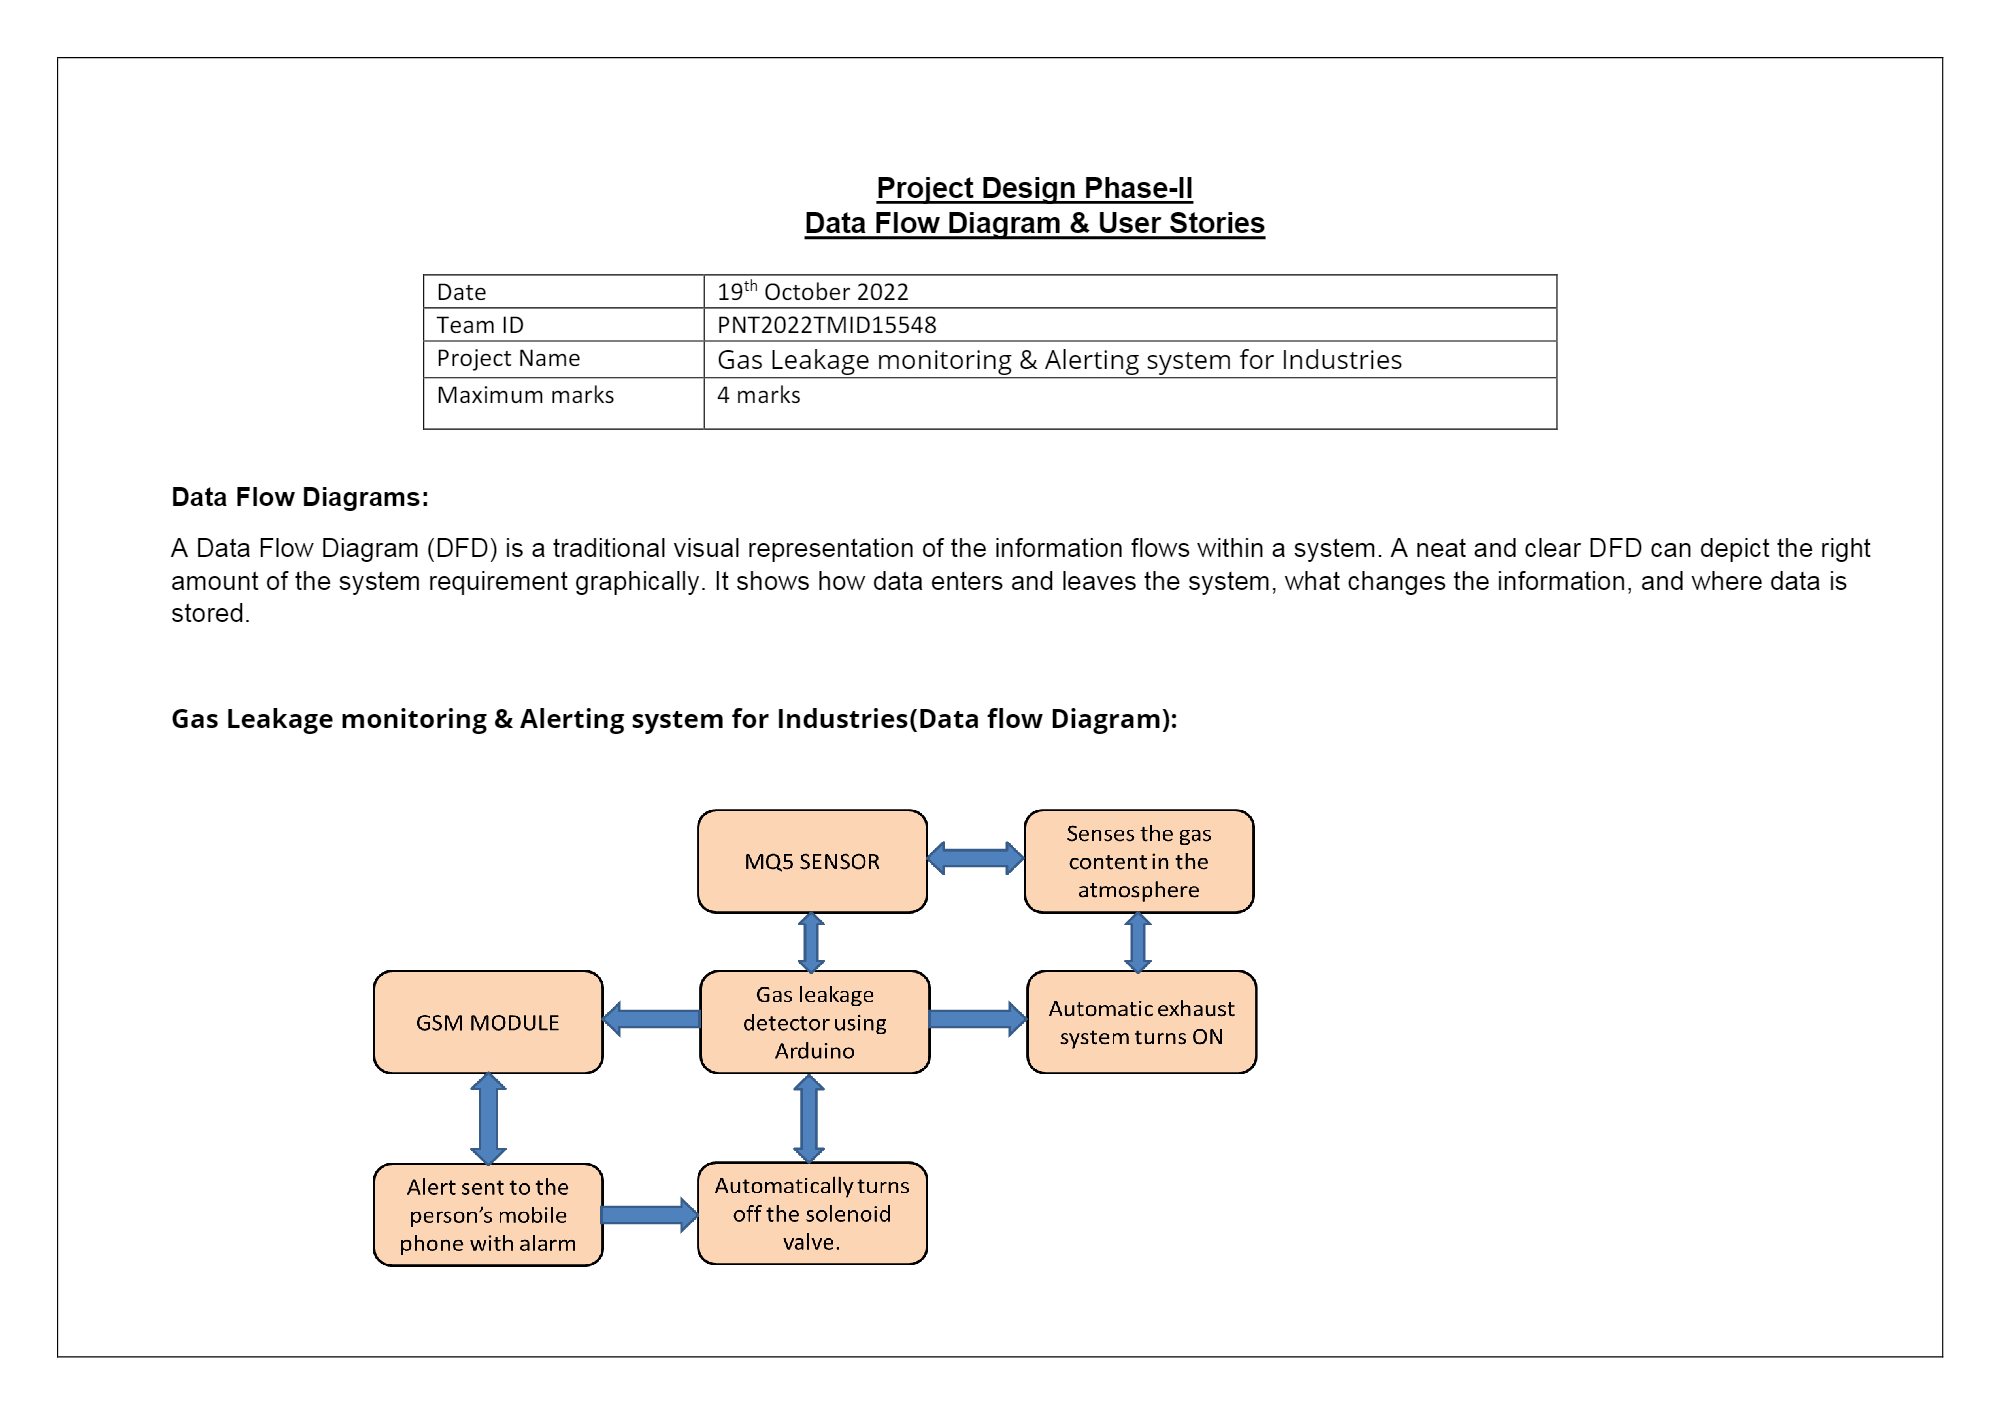 Project Design Phase-II
Data Flow Diagram & User Stories
Date 19th October 2022
Team ID PNT2022TMID15548
Project Name Gas Leakage monitoring & Alerting system for Industries
Maximum marks 4 marks
Data Flow Diagrams:
A Data Flow Diagram (DFD) is a traditional visual representation of the information flows within a system. A neat and clear DFD can depict the right
amount of the system requirement graphically. It shows how data enters and leaves the system, what changes the information, and where data is
stored.
Gas Leakage monitoring & Alerting system for Industries(Data flow Diagram):
MQ5 SENSOR
Senses the gas
content in the
atmosphere
GSM MODULE
Gas leakage
detector using
Arduino
Automatic exhaust
system turns ON
Alert sent to the
person’s mobile
phone with alarm
Automatically turns
off the solenoid
valve.